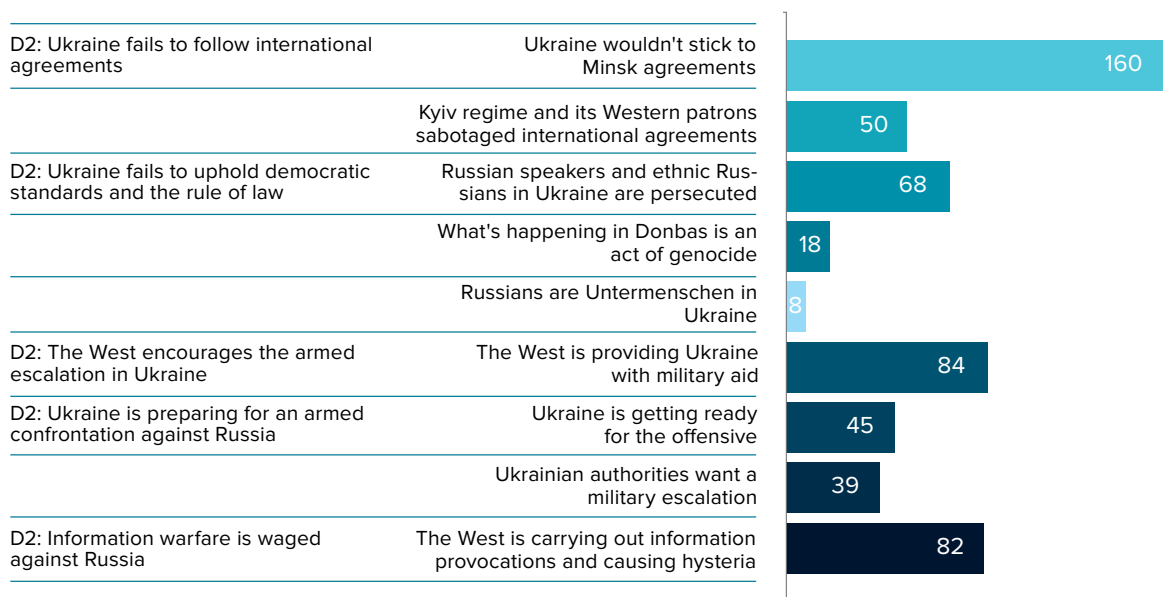 D2: Ukraine fails to follow international
agreements
Ukraine wouldn't stick to
Minsk agreements
160
Kyiv regime and its Western patrons
sabotaged international agreements
50
D2: Ukraine fails to uphold democratic
standards and the rule of law
Russian speakers and ethnic Rus-
sians in Ukraine are persecuted
68
What's happening in Donbas is an
act of genocide
18
Russians are Untermenschen in
Ukraine
8
D2: The West encourages the armed
escalation in Ukraine
The West is providing Ukraine
with military aid
84
D2: Ukraine is preparing for an armed
confrontation against Russia
Ukraine is getting ready
for the offensive
45
Ukrainian authorities want a
military escalation
39
D2: Information warfare is waged
against Russia
The West is carrying out information
provocations and causing hysteria
82